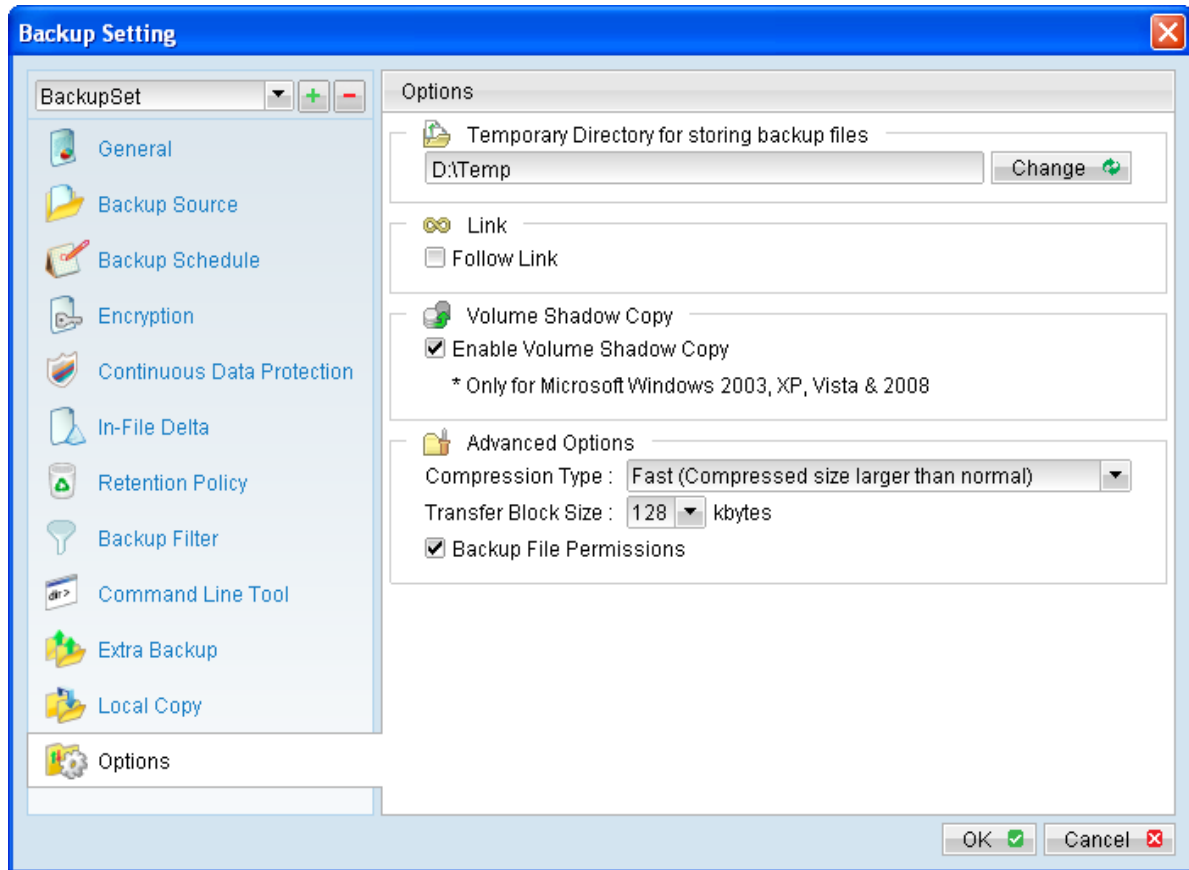 Backup Setting
BackupSet
General
Backup Source
Backup Schedule
Encryption
Continuous Data Protection
In-File Delta
Retention Policy
Backup Filter
dir>
Command Line Tool
Extra Backup
Local Copy
Options
Options
Temporary Directory for storing backup files
D:\Temp
Change
Link
Follow Link
Volume Shadow Copy
Enable Volume Shadow Copy
* Only for Microsoft Windows 2003, XP, Vista & 2008
Advanced Options
Compression Type : Fast (Compressed size larger than normal)
Transfer Block Size : 128 kbytes
Backup File Permissions
OK Cancel